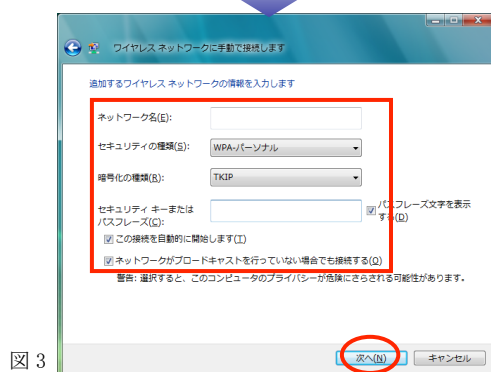 ワイヤレス ネットワークに手動で接続します
追加するワイヤレス ネットワークの情報を入力します
ネットワーク名(E):
セキュリティの種類(S): WPA-パーソナル
暗号化の種類(R): TKIP
セキュリティ キーまたは
パスフレーズ(C):
パスフレーズ文字を表示
する(D)
この接続を自動的に開始します(T)
ネットワークがブロードキャストを行っていない場合でも接続する(O)
警告: 選択すると、このコンピュータのプライバシーが危険にさらされる可能性があります。
次へ(N) キャンセル
図 3